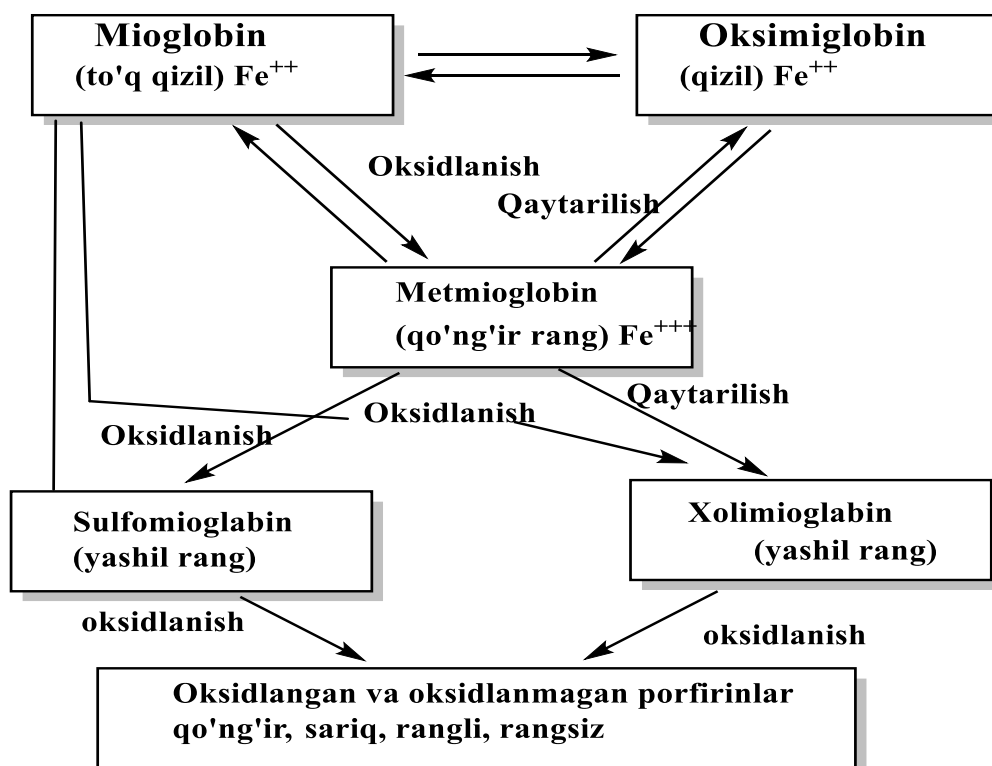 Mioglobin
(to'q qizil) Fe++
Oksimiglobin
(qizil) Fe++
Oksidlanish
Qaytarilish
Metmioglobin
(qo'ng'ir rang) Fe+++
Qaytarilish
Oksidlanish
Oksidlanish
Sulfomioglabin
(yashil rang)
Xolimioglabin
(yashil rang)
oksidlanish
oksidlanish
Oksidlangan va oksidlanmagan porfirinlar
qo'ng'ir, sariq, rangli, rangsiz